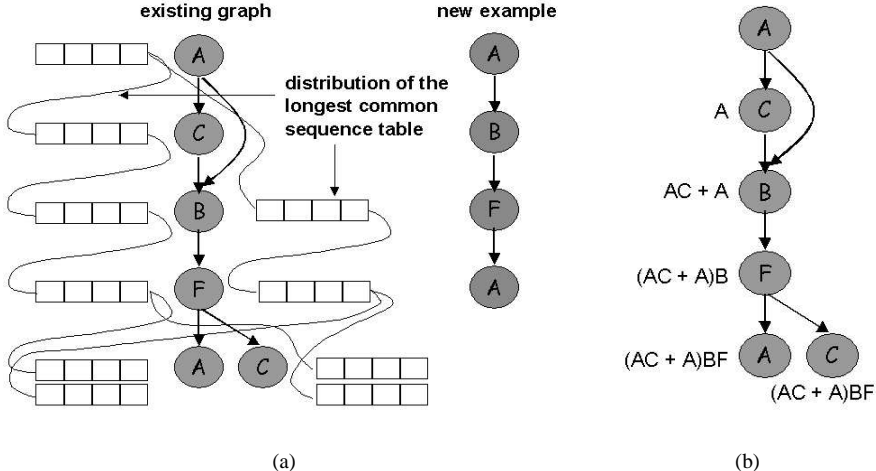 existing graph
new example
A
A
A
distribution of the
longest common
sequence table
C
B
A
C
B
F
AC + A
B
F
A
(AC + A)B
F
A
C
(AC + A)BF
A
C
(AC + A)BF
(a)
(b)